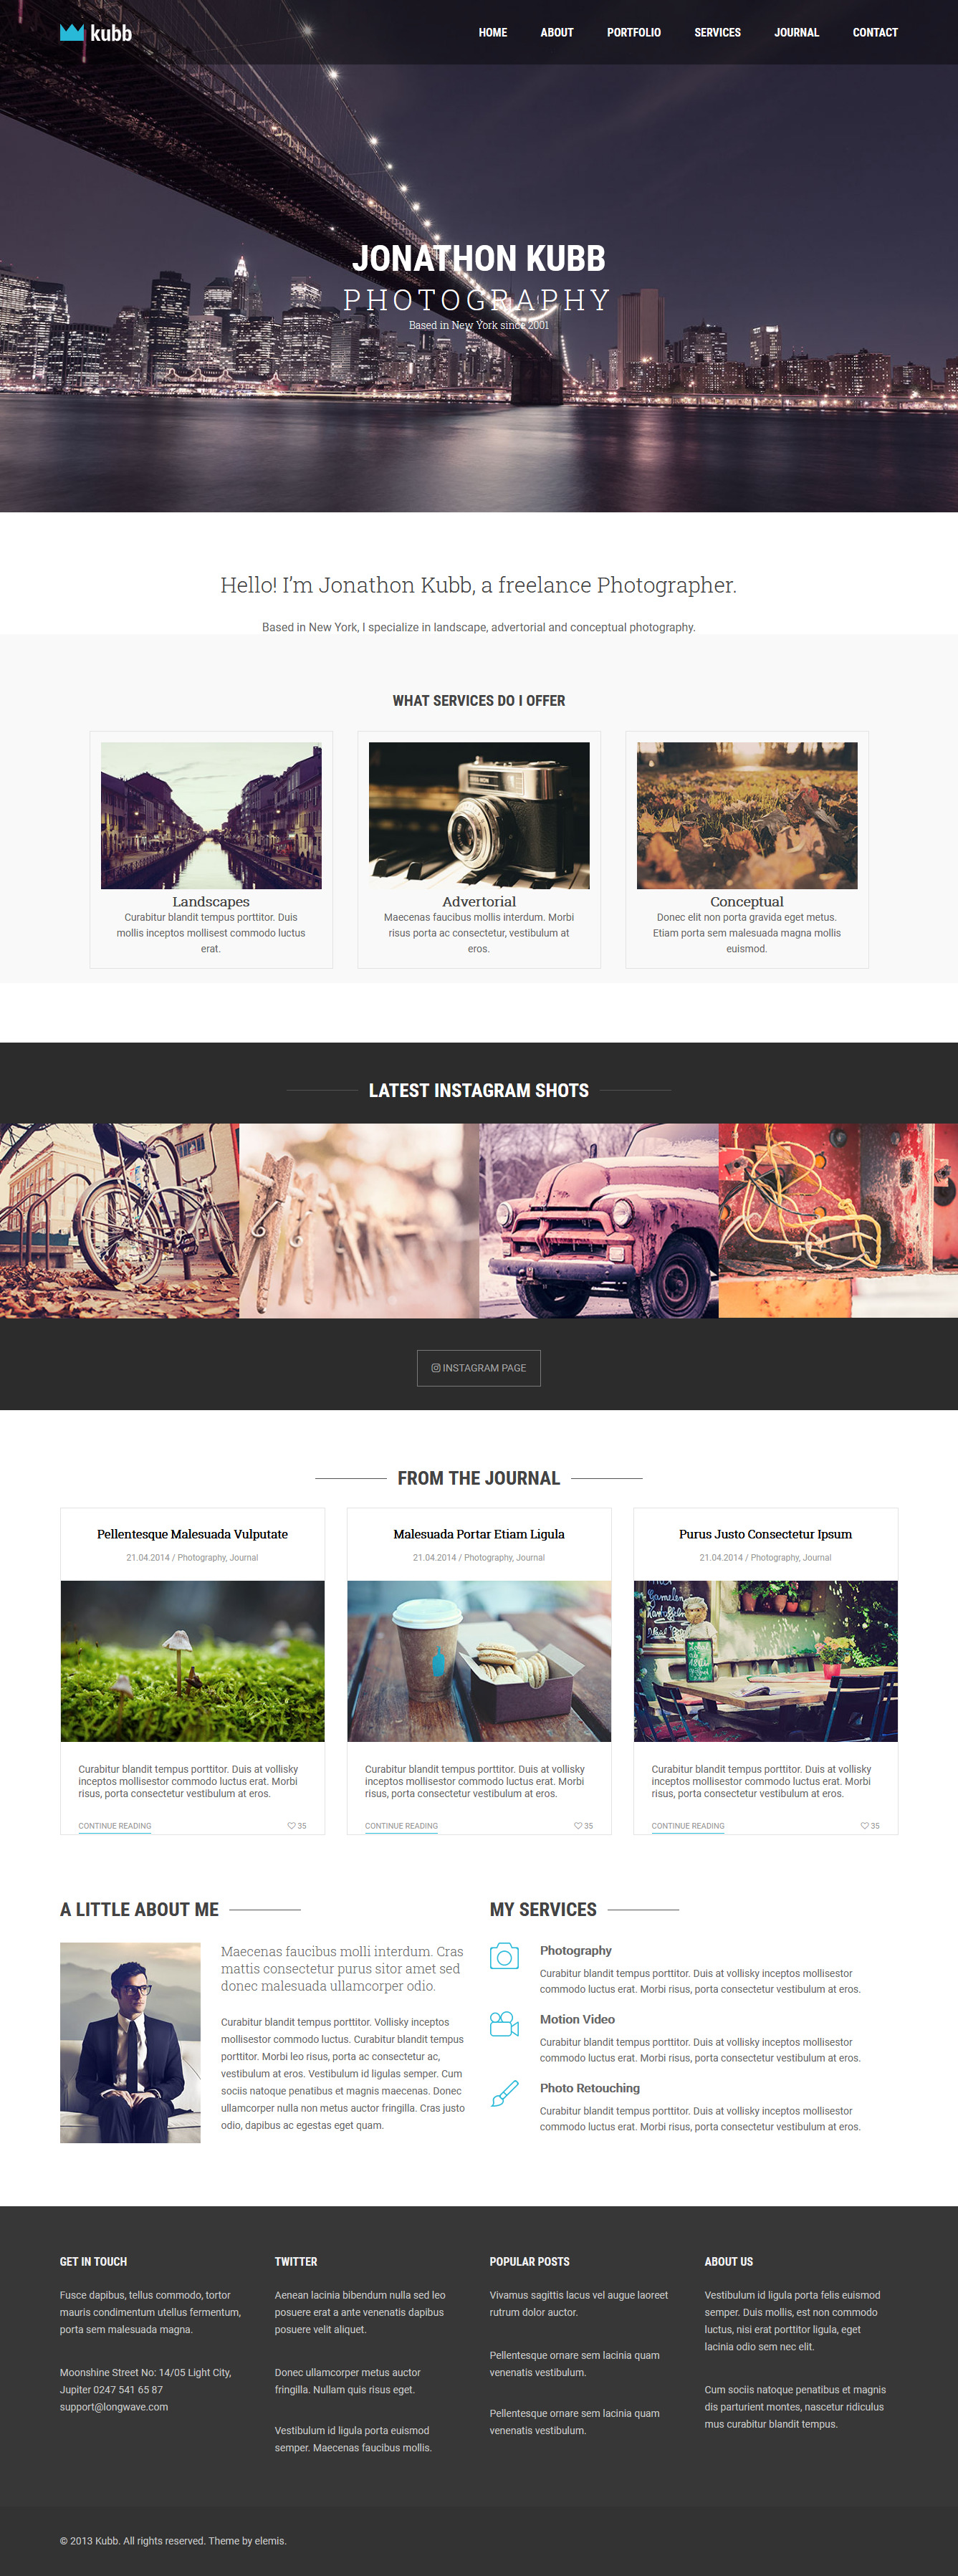 kubb
HOME ABOUT PORTFOLIO SERVICES JOURNAL CONTACT
JONATHON KUBB
PHOTOGRAPHY
Based in New York since 2001
Hello! I'm Jonathon Kubb, a freelance Photographer.
Based in New York, I specialize in landscape, advertorial and conceptual photography.
WHAT SERVICES DO I OFFER
Landscapes
Curabitur blandit tempus porttitor. Duis
mollis inceptos mollisest commodo luctus
erat.
Advertorial
Maecenas faucibus mollis interdum. Morbi
risus porta ac consectetur, vestibulum at
eros.
Conceptual
Donec elit non porta gravida eget metus.
Etiam porta sem malesuada magna mollis
euismod.
LATEST INSTAGRAM SHOTS
INSTAGRAM PAGE
FROM THE JOURNAL
Pellentesque Malesuada Vulputate
21.04.2014 / Photography, Journal
Curabitur blandit tempus porttitor. Duis at vollisky
inceptos mollisestor commodo luctus erat. Morbi
risus, porta consectetur vestibulum at eros.
CONTINUE READING 35
Malesuada Portar Etiam Ligula
21.04.2014 / Photography, Journal
Curabitur blandit tempus porttitor. Duis at vollisky
inceptos mollisestor commodo luctus erat. Morbi
risus, porta consectetur vestibulum at eros.
CONTINUE READING 35
Purus Justo Consectetur Ipsum
21.04.2014 / Photography, Journal
Curabitur blandit tempus porttitor. Duis at vollisky
inceptos mollisestor commodo luctus erat. Morbi
risus, porta consectetur vestibulum at eros.
CONTINUE READING 35
A LITTLE ABOUT ME
Maecenas faucibus molli interdum. Cras
mattis consectetur purus sitor amet sed
donec malesuada ullamcorper odio.
Curabitur blandit tempus porttitor. Vollisky inceptos
mollisestor commodo luctus. Curabitur blandit tempus
porttitor. Morbi leo risus, porta ac consectetur ac,
vestibulum at eros. Vestibulum id ligulas semper. Cum
sociis natoque penatibus et magnis maecenas. Donec
ullamcorper nulla non metus auctor fringilla. Cras justo
odio, dapibus ac egestas eget quam.
MY SERVICES
Photography
Curabitur blandit tempus porttitor. Duis at vollisky inceptos mollisestor
commodo luctus erat. Morbi risus, porta consectetur vestibulum at eros.
Motion Video
Curabitur blandit tempus porttitor. Duis at vollisky inceptos mollisestor
commodo luctus erat. Morbi risus, porta consectetur vestibulum at eros.
Photo Retouching
Curabitur blandit tempus porttitor. Duis at vollisky inceptos mollisestor
commodo luctus erat. Morbi risus, porta consectetur vestibulum at eros.
GET IN TOUCH
Fusce dapibus, tellus commodo, tortor
mauris condimentum utellus fermentum,
porta sem malesuada magna.
Moonshine Street No: 14/05 Light City,
Jupiter 0247 541 65 87
support@longwave.com
TWITTER
Aenean lacinia bibendum nulla sed leo
posuere erat a ante venenatis dapibus
posuere velit aliquet.
Donec ullamcorper metus auctor
fringilla. Nullam quis risus eget.
Vestibulum id ligula porta euismod
semper. Maecenas faucibus mollis.
POPULAR POSTS
Vivamus sagittis lacus vel augue laoreet
rutrum dolor auctor.
Pellentesque ornare sem lacinia quam
venenatis vestibulum.
Pellentesque ornare sem lacinia quam
venenatis vestibulum.
ABOUT US
Vestibulum id ligula porta felis euismod
semper. Duis mollis, est non commodo
luctus, nisi erat porttitor ligula, eget
lacinia odio sem nec elit.
Cum sociis natoque penatibus et magnis
dis parturient montes, nascetur ridiculus
mus curabitur blandit tempus.
© 2013 Kubb. All rights reserved. Theme by elemis.